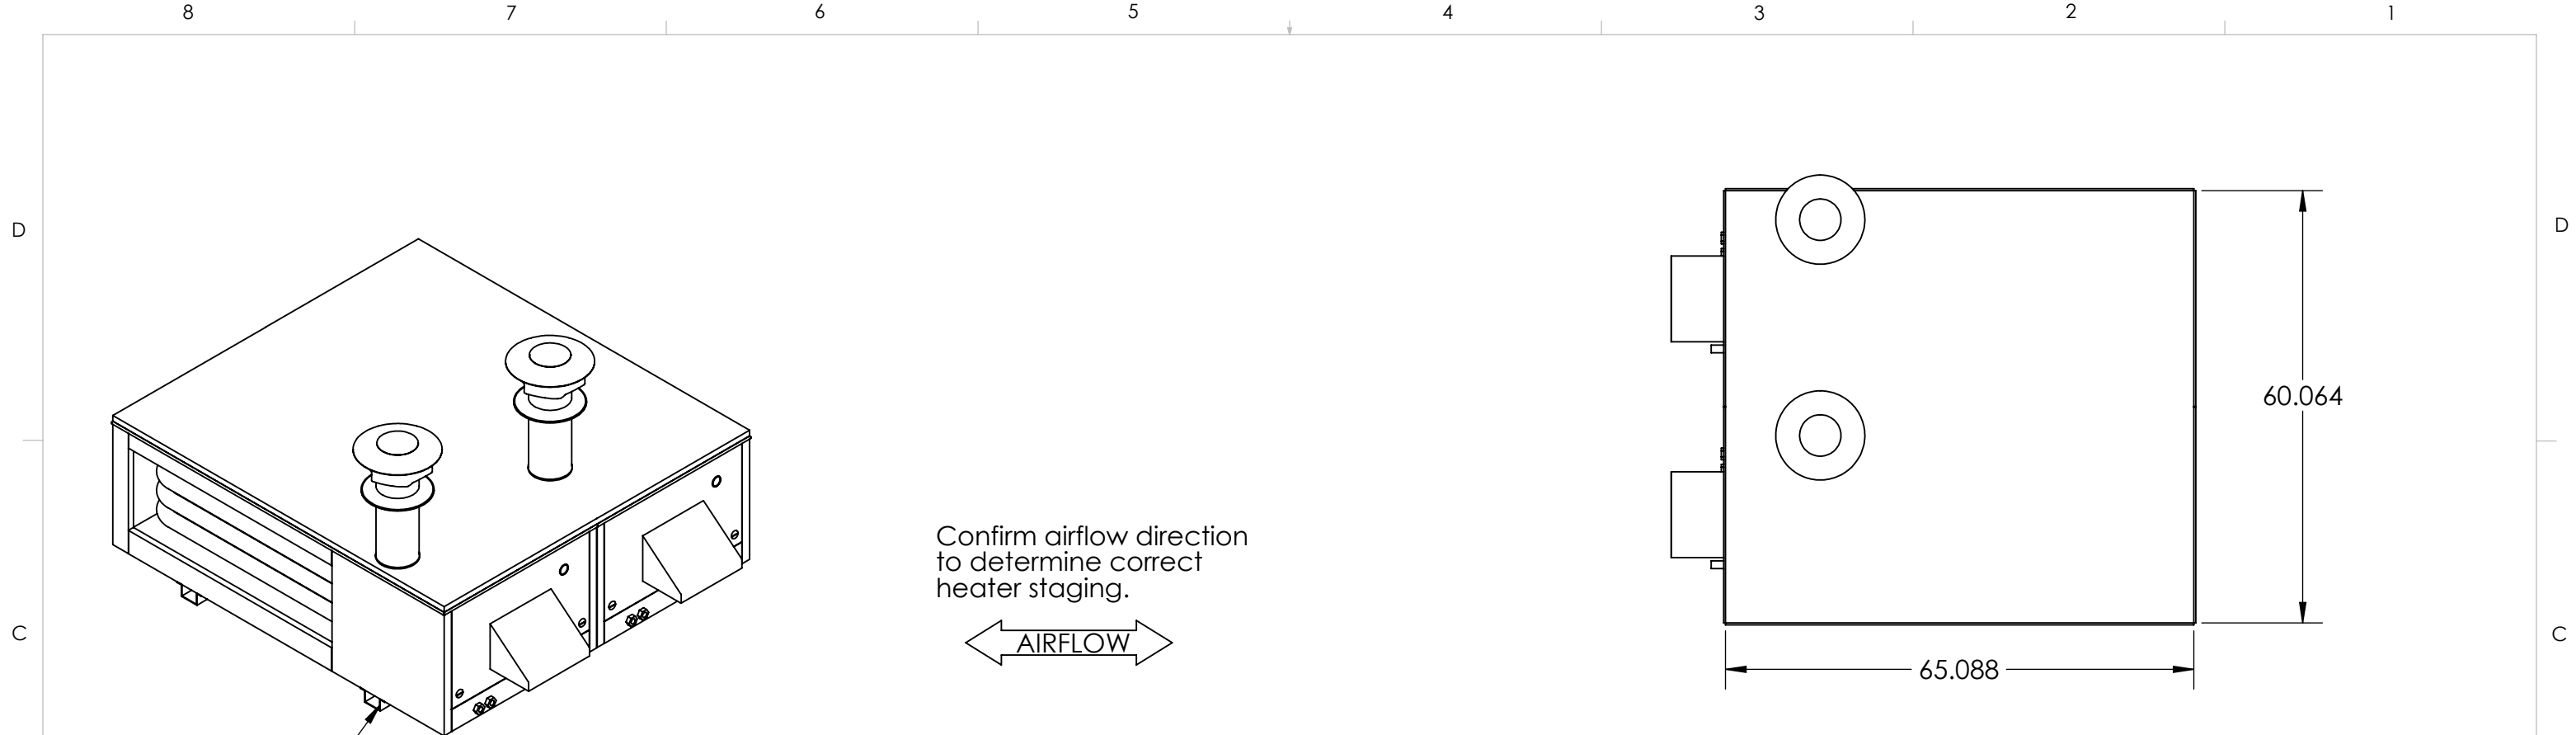 8 7 6 5 4 3 2 1
D D
60.064
Confirm airflow direction
to determine correct
heater staging.
C AIRFLOW C
65.088